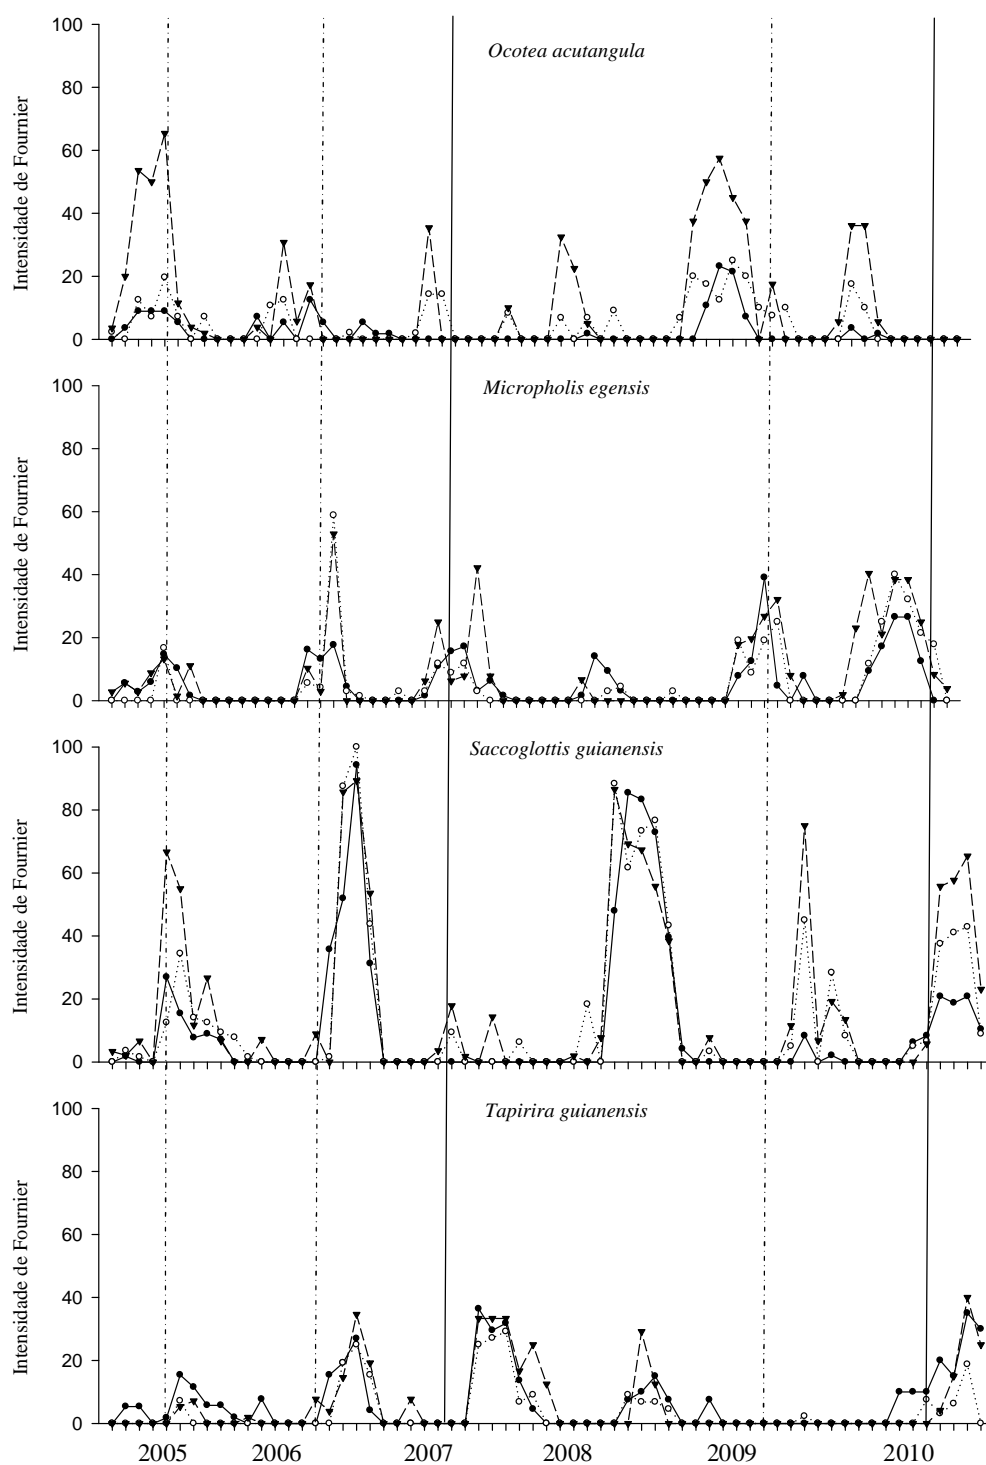 Ocotea acutangula
Intensidade de Fournier
100
80
60
40
20
0
Micropholis egensis
Intensidade de Fournier
100
80
60
40
20
0
Saccoglottis guianensis
Intensidade de Fournier
100
80
60
40
20
0
Tapirira guianensis
Intensidade de Fournier
100
80
60
40
20
0
2005 2006 2007 2008 2009 2010